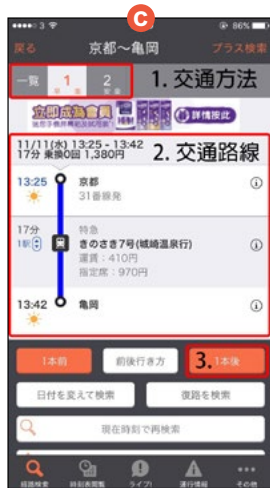 C
3
86%
戻る 京都～亀岡 プラス検索
一覧 1 2 1. 交通方法
立即成為會員 詳情按此
11/11(水) 13:25 - 13:42
17分 乗換0回 1,380円 2. 交通路線
13:25 京都
31番線発
17分 特急
1駅 きのさき7号(城崎温泉行)
運賃：410円
指定席：970円
13:42 亀岡
1本前 前後行き方 3. 1本後
日付を変えて検索 復路を検索
現在時刻で再検索
経路検索 時刻表閲覧 ライブ! 運行情報 その他